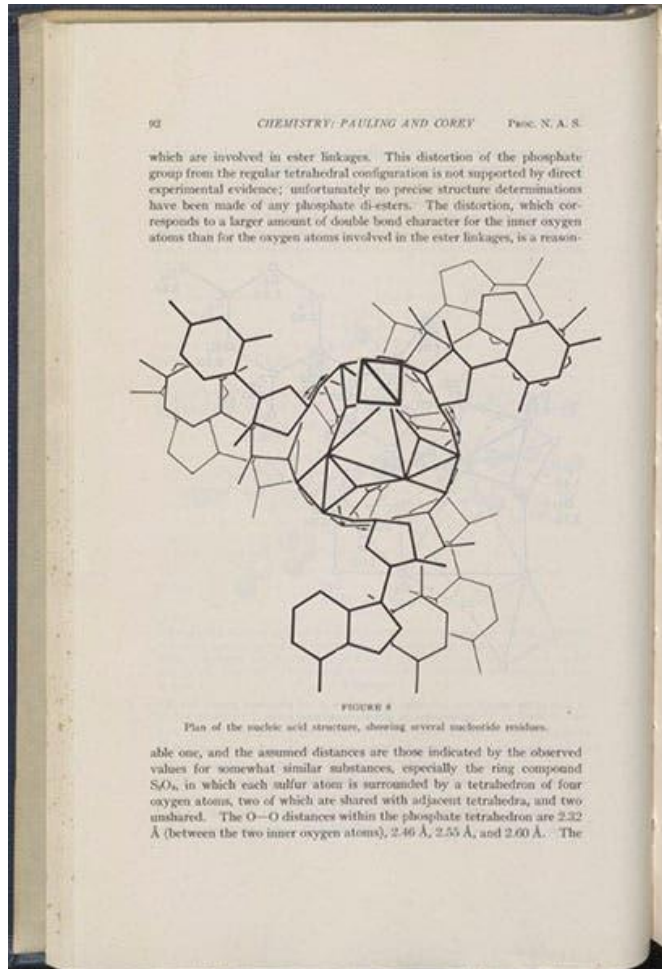 92 CHEMISTRY: PAULING AND COREY PROC. N. A. S.
which are involved in ester linkages. This distortion of the phosphate
group from the regular tetrahedral configuration is not supported by direct
experimental evidence; unfortunately no precise structure determinations
have been made of any phosphate di-esters. The distortion, which cor-
responds to a larger amount of double bond character for the inner oxygen
atoms than for the oxygen atoms involved in the ester linkages, is a reason-
FIGURE 6
Plan of the nucleic acid structure, showing several nucleotide residues.
able one, and the assumed distances are those indicated by the observed
values for somewhat similar substances, especially the ring compound
S₃O₉, in which each sulfur atom is surrounded by a tetrahedron of four
oxygen atoms, two of which are shared with adjacent tetrahedra, and two
unshared. The O—O distances within the phosphate tetrahedron are 2.32
Å (between the two inner oxygen atoms), 2.46 Å, 2.55 Å, and 2.60 Å. The